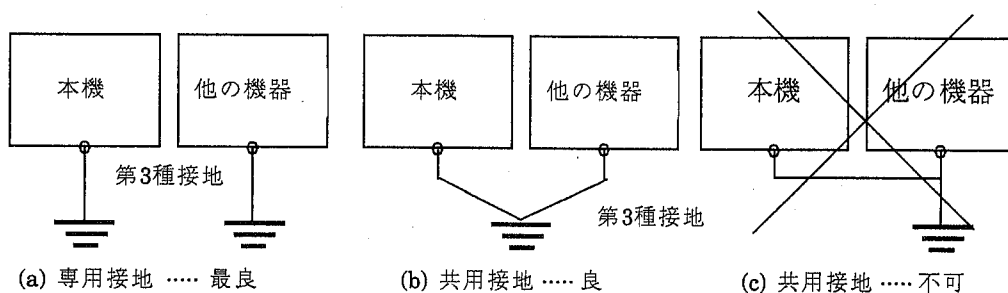 本機
他の機器
第3種接地
(a) 専用接地 ····· 最良
本機
他の機器
第3種接地
(b) 共用接地 ····· 良
本機
他の機器
(c) 共用接地 ····· 不可